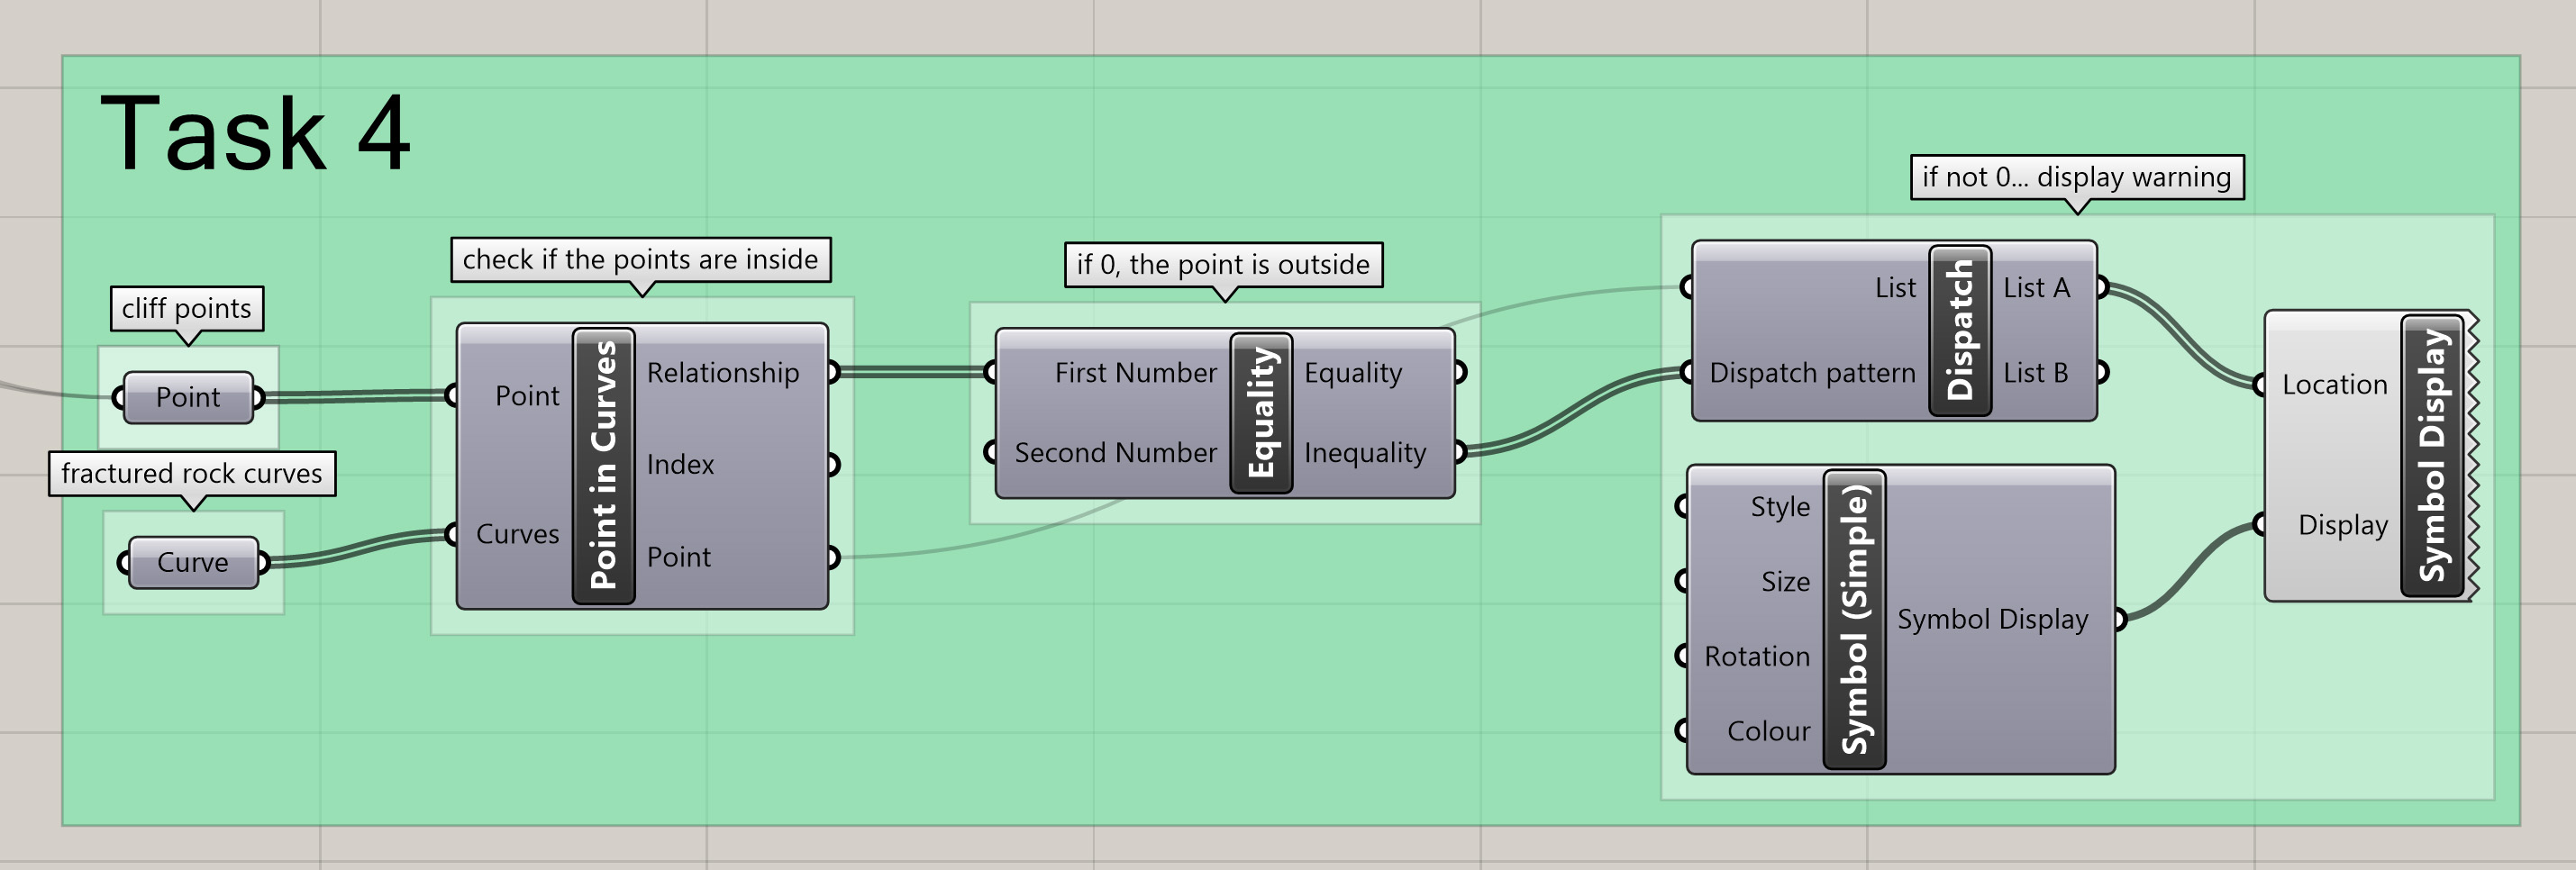 Task 4
cliff points
Point
fractured rock curves
Curve
check if the points are inside
Point
Curves
Point in Curves
Relationship
Index
Point
if 0, the point is outside
First Number
Second Number
Equality
Equality
Inequality
if not 0... display warning
List
Dispatch pattern
Dispatch
List A
List B
Style
Size
Rotation
Colour
Symbol (Simple)
Symbol Display
Location
Display
Symbol Display